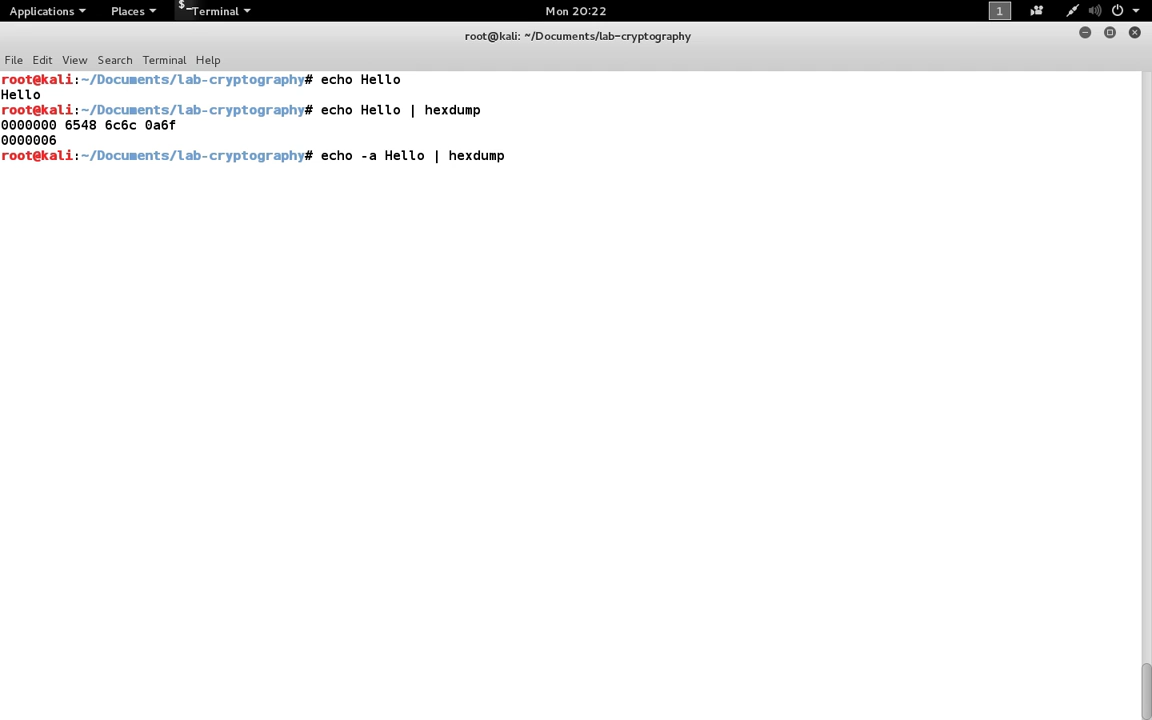 Applications Places Terminal Mon 20:22 1
root@kali: ~/Documents/lab-cryptography
File Edit View Search Terminal Help
root@kali:~/Documents/lab-cryptography# echo Hello
Hello
root@kali:~/Documents/lab-cryptography# echo Hello | hexdump
0000000 6548 6c6c 0a6f
0000006
root@kali:~/Documents/lab-cryptography# echo -a Hello | hexdump